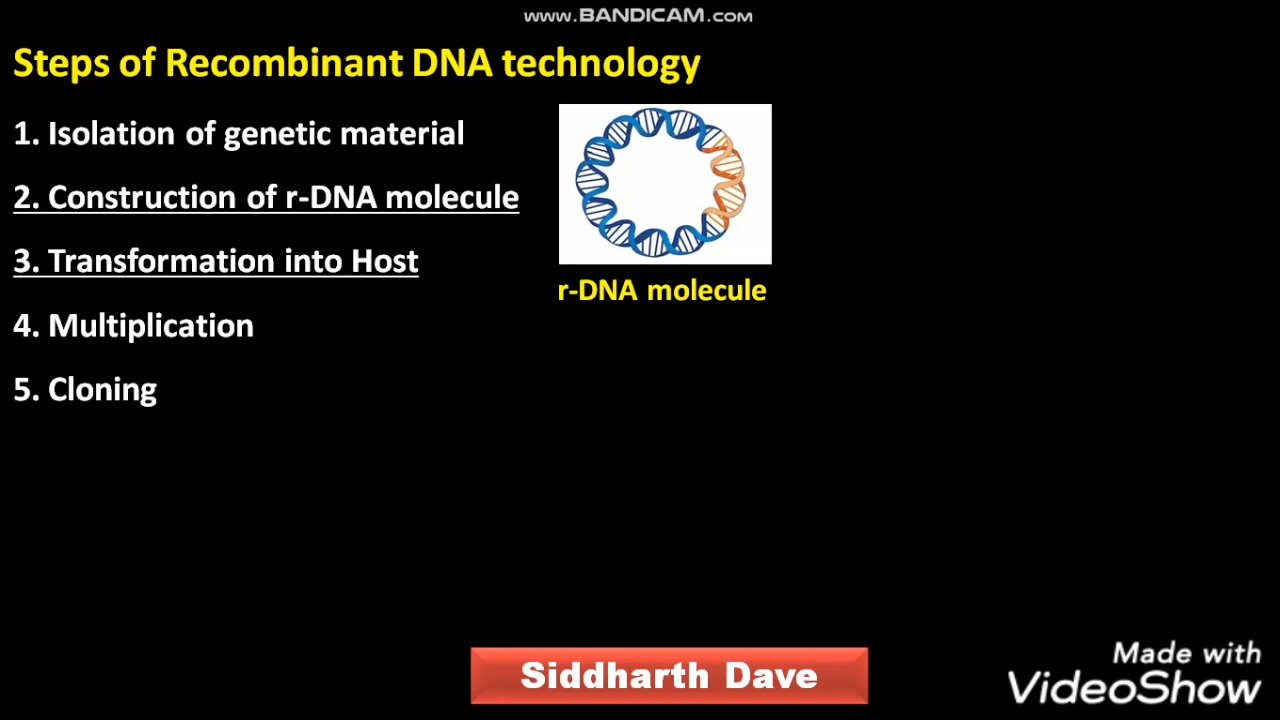 www.BANDICAM.com
Steps of Recombinant DNA technology
1. Isolation of genetic material
2. Construction of r-DNA molecule
3. Transformation into Host
r-DNA molecule
4. Multiplication
5. Cloning
Siddharth Dave
Made with
VideoShow